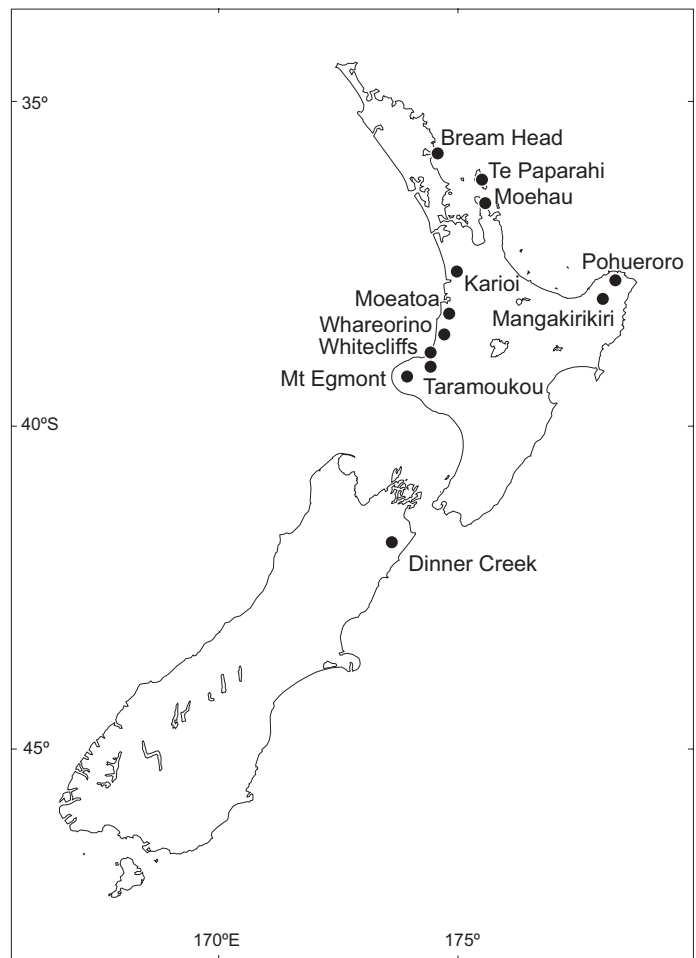 35º
Bream Head
Te Paparahi
Moehau
Pohueroro
Karioi
Moeatoa
Mangakirikiri
Whareorino
Whitecliffs
Mt Egmont
Taramoukou
40ºS
Dinner Creek
45º
170ºE
175º